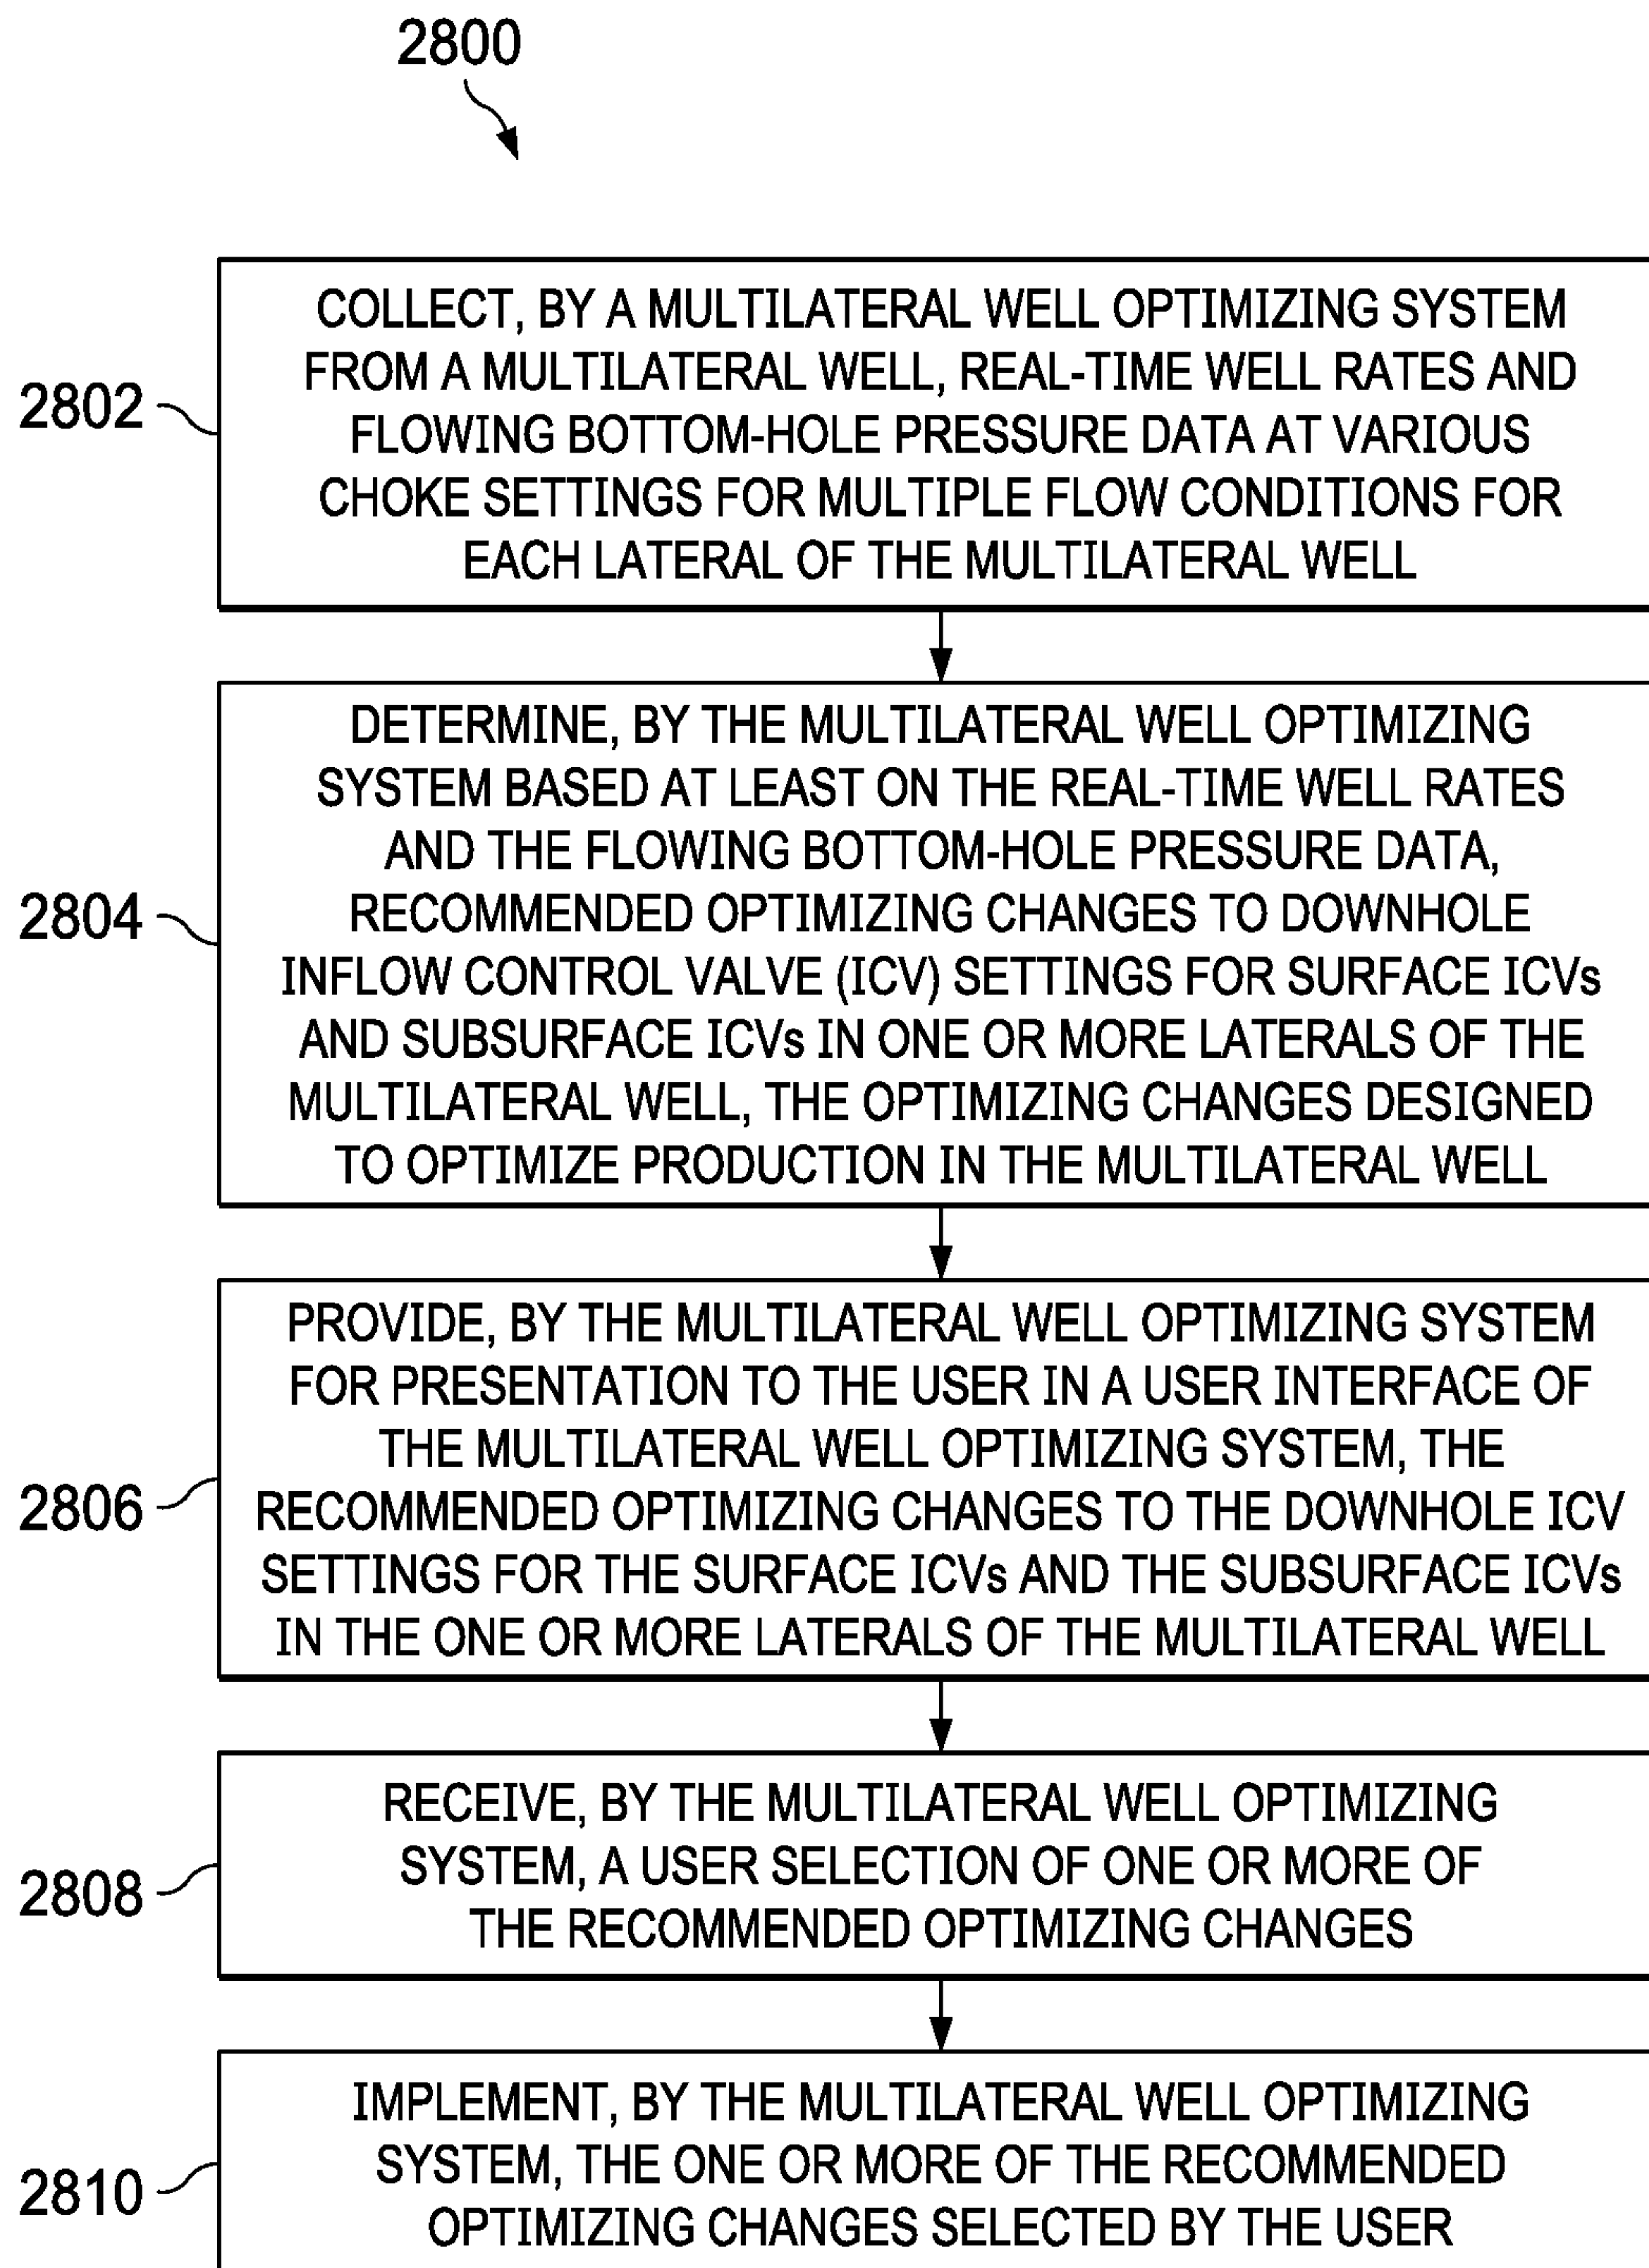 2800
2802
COLLECT, BY A MULTILATERAL WELL OPTIMIZING SYSTEM
FROM A MULTILATERAL WELL, REAL-TIME WELL RATES AND
FLOWING BOTTOM-HOLE PRESSURE DATA AT VARIOUS
CHOKE SETTINGS FOR MULTIPLE FLOW CONDITIONS FOR
EACH LATERAL OF THE MULTILATERAL WELL
2804
DETERMINE, BY THE MULTILATERAL WELL OPTIMIZING
SYSTEM BASED AT LEAST ON THE REAL-TIME WELL RATES
AND THE FLOWING BOTTOM-HOLE PRESSURE DATA,
RECOMMENDED OPTIMIZING CHANGES TO DOWNHOLE
INFLOW CONTROL VALVE (ICV) SETTINGS FOR SURFACE ICVs
AND SUBSURFACE ICVs IN ONE OR MORE LATERALS OF THE
MULTILATERAL WELL, THE OPTIMIZING CHANGES DESIGNED
TO OPTIMIZE PRODUCTION IN THE MULTILATERAL WELL
2806
PROVIDE, BY THE MULTILATERAL WELL OPTIMIZING SYSTEM
FOR PRESENTATION TO THE USER IN A USER INTERFACE OF
THE MULTILATERAL WELL OPTIMIZING SYSTEM, THE
RECOMMENDED OPTIMIZING CHANGES TO THE DOWNHOLE ICV
SETTINGS FOR THE SURFACE ICVs AND THE SUBSURFACE ICVs
IN THE ONE OR MORE LATERALS OF THE MULTILATERAL WELL
2808
RECEIVE, BY THE MULTILATERAL WELL OPTIMIZING
SYSTEM, A USER SELECTION OF ONE OR MORE OF
THE RECOMMENDED OPTIMIZING CHANGES
2810
IMPLEMENT, BY THE MULTILATERAL WELL OPTIMIZING
SYSTEM, THE ONE OR MORE OF THE RECOMMENDED
OPTIMIZING CHANGES SELECTED BY THE USER